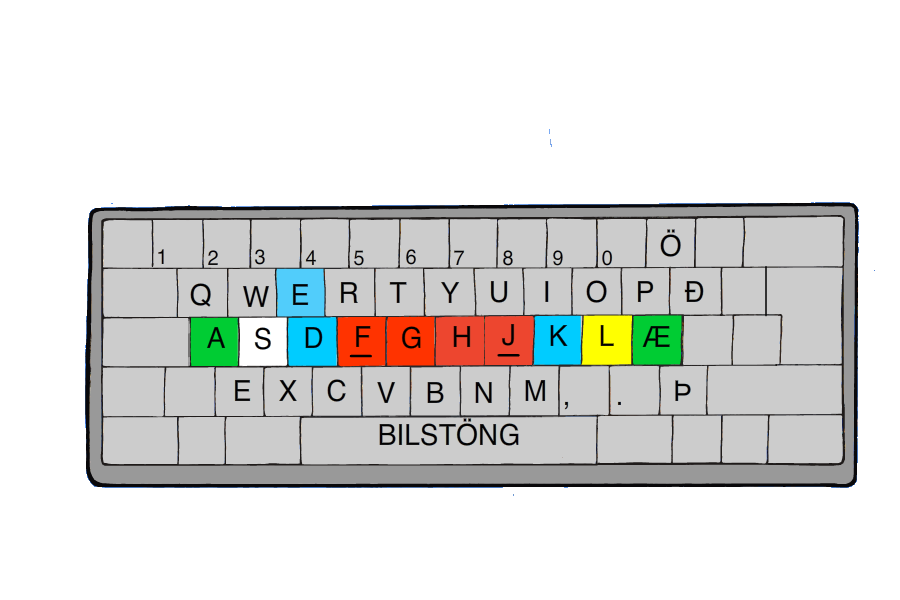 1 2 3 4 5 6 7 8 9 0 Ö
Q W E R T Y U I O P Ð
A S D F G H J K L Æ
E X C V B N M , . Þ
BILSTÖNG